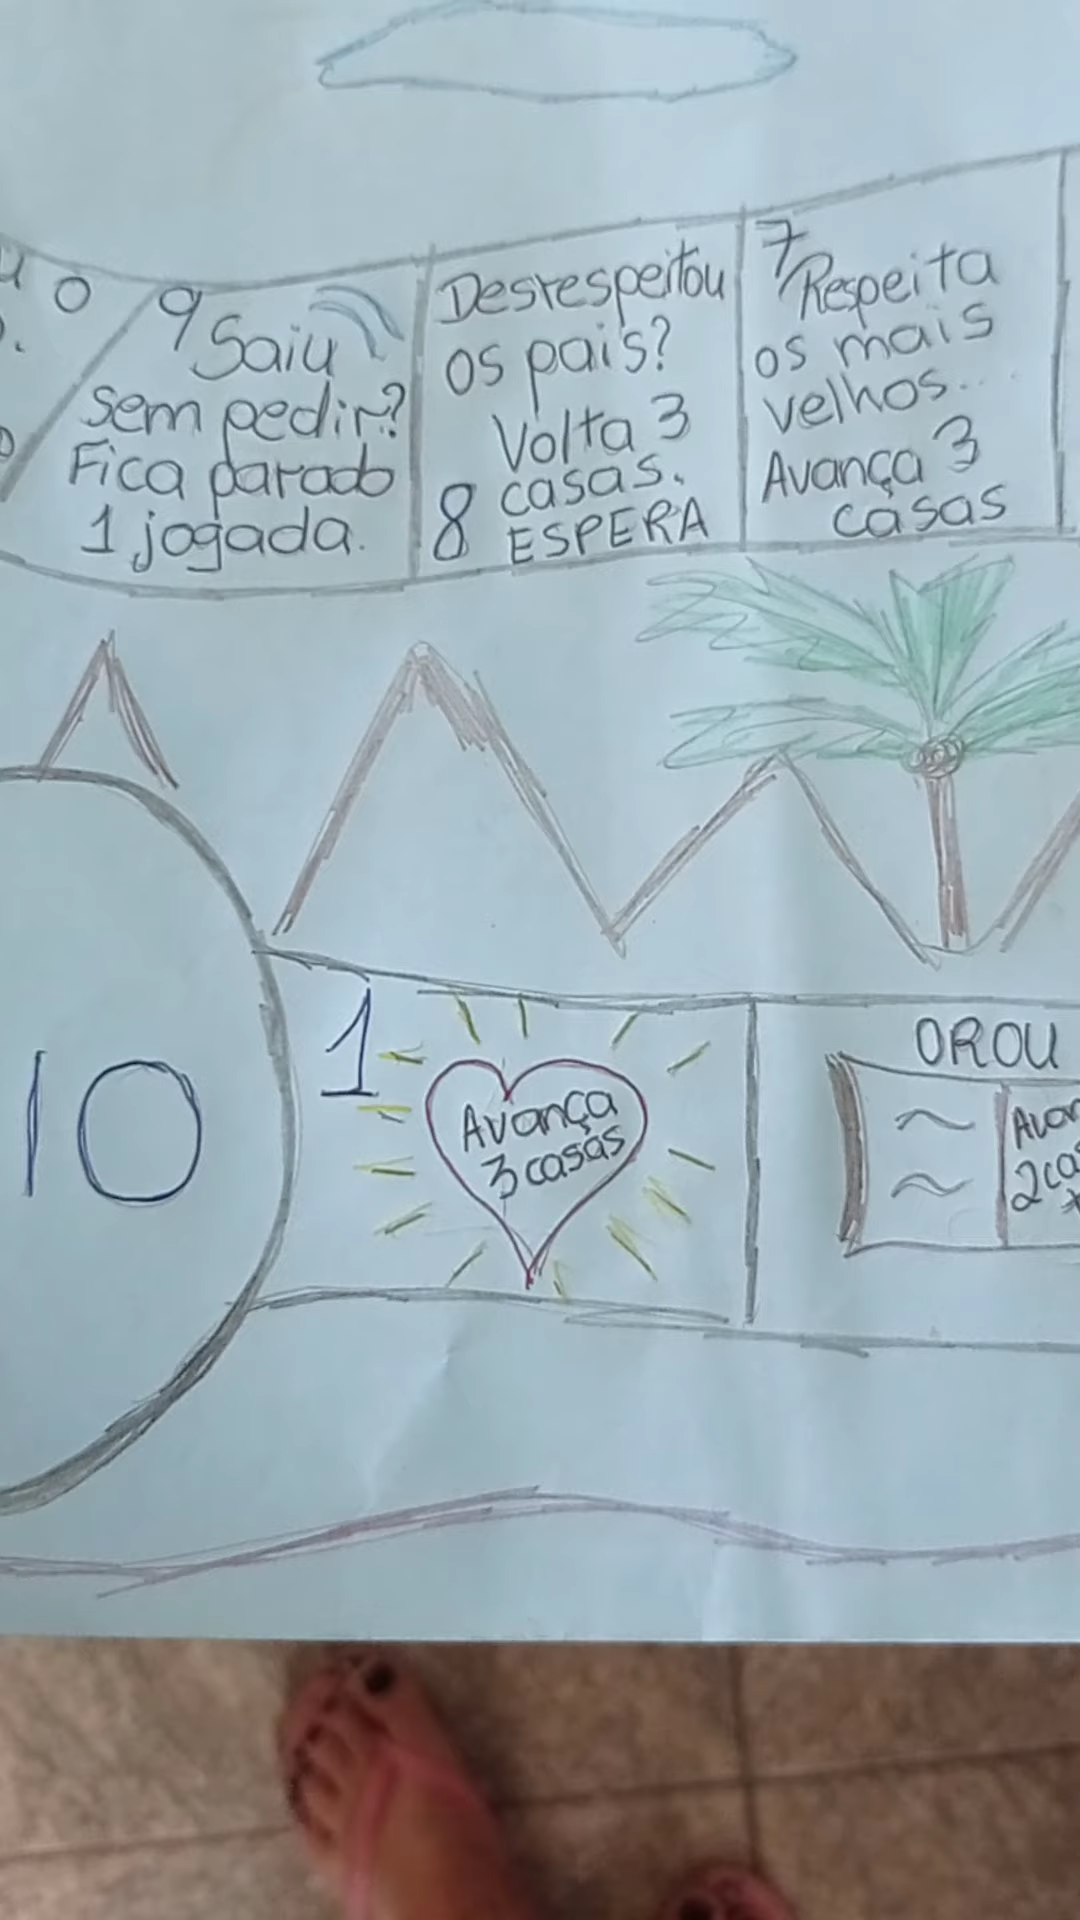 9
Saiu
sem pedir?
Fica parado
1 jogada.
Desrespeitou
os pais?
Volta 3
casas.
8 ESPERA
7
Respeita
os mais
velhos...
Avança 3
casas
10
1
Avança
3 casas
OROU
2